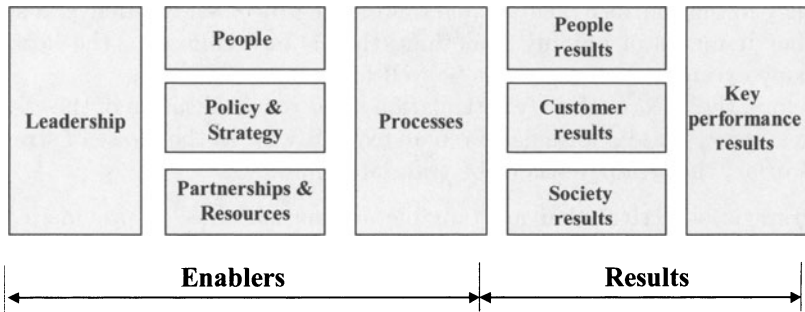 Leadership
People
Policy &
Strategy
Partnerships &
Resources
Processes
People
results
Customer
results
Society
results
Key
performance
results
Enablers
Results